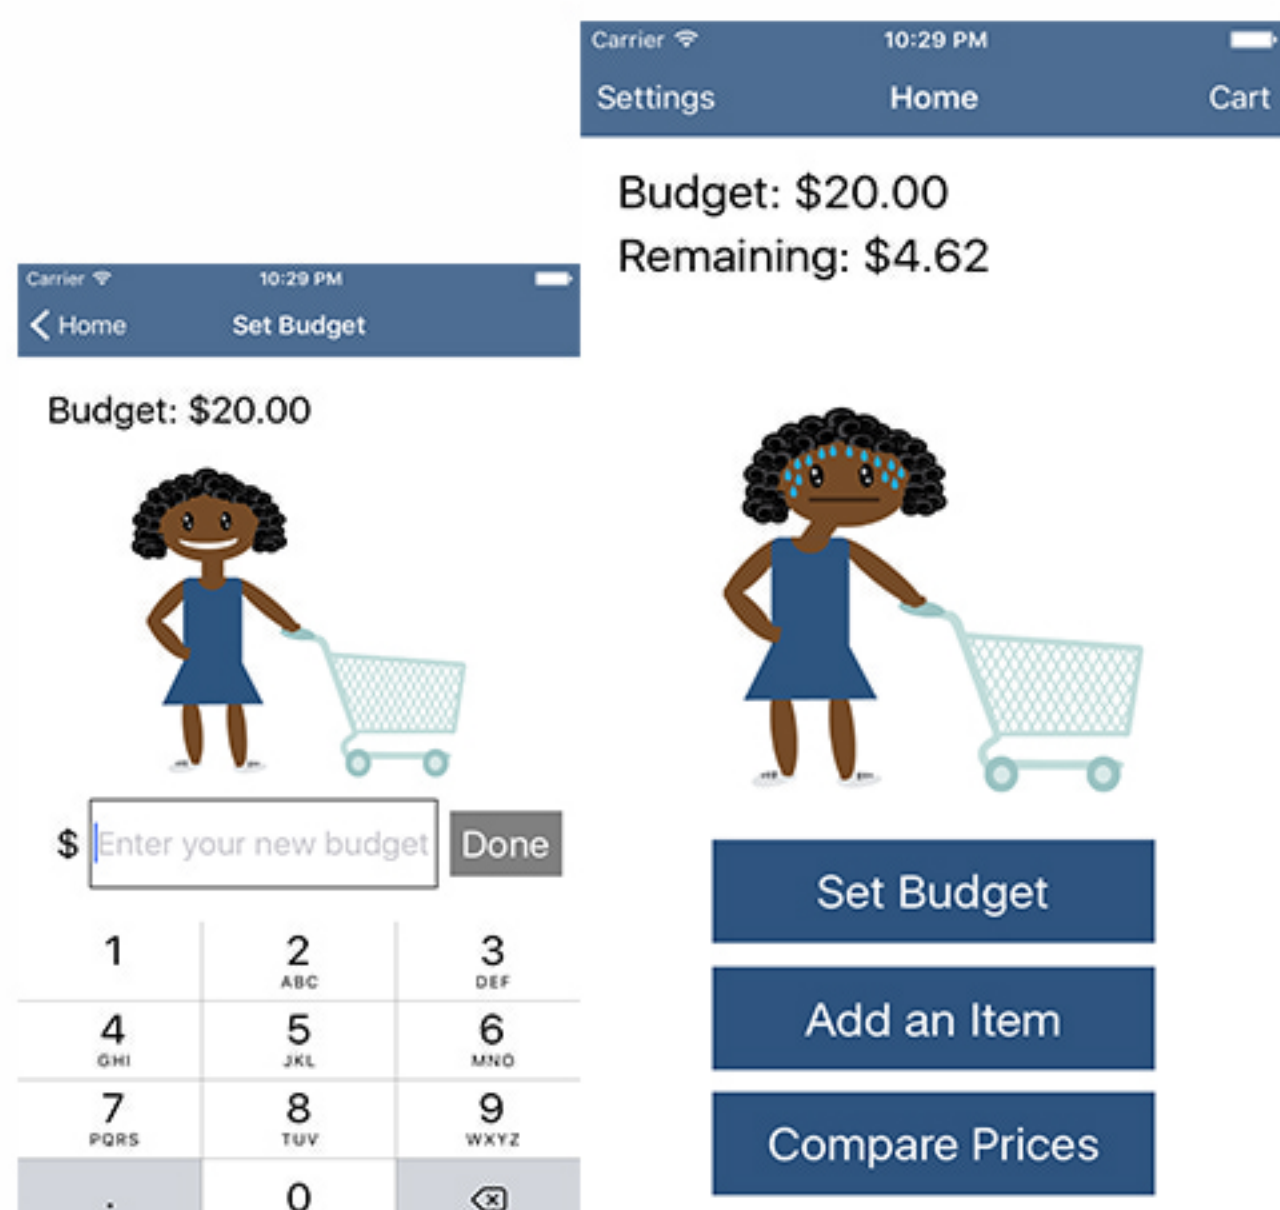 Carrier 10:29 PM
Home Set Budget
Budget: $20.00
$ Enter your new budget Done
1 2 3
ABC DEF
4 5 6
GHI JKL MNO
7 8 9
PQRS TUV WXYZ
. 0
Carrier 10:29 PM
Settings Home Cart
Budget: $20.00
Remaining: $4.62
Set Budget
Add an Item
Compare Prices